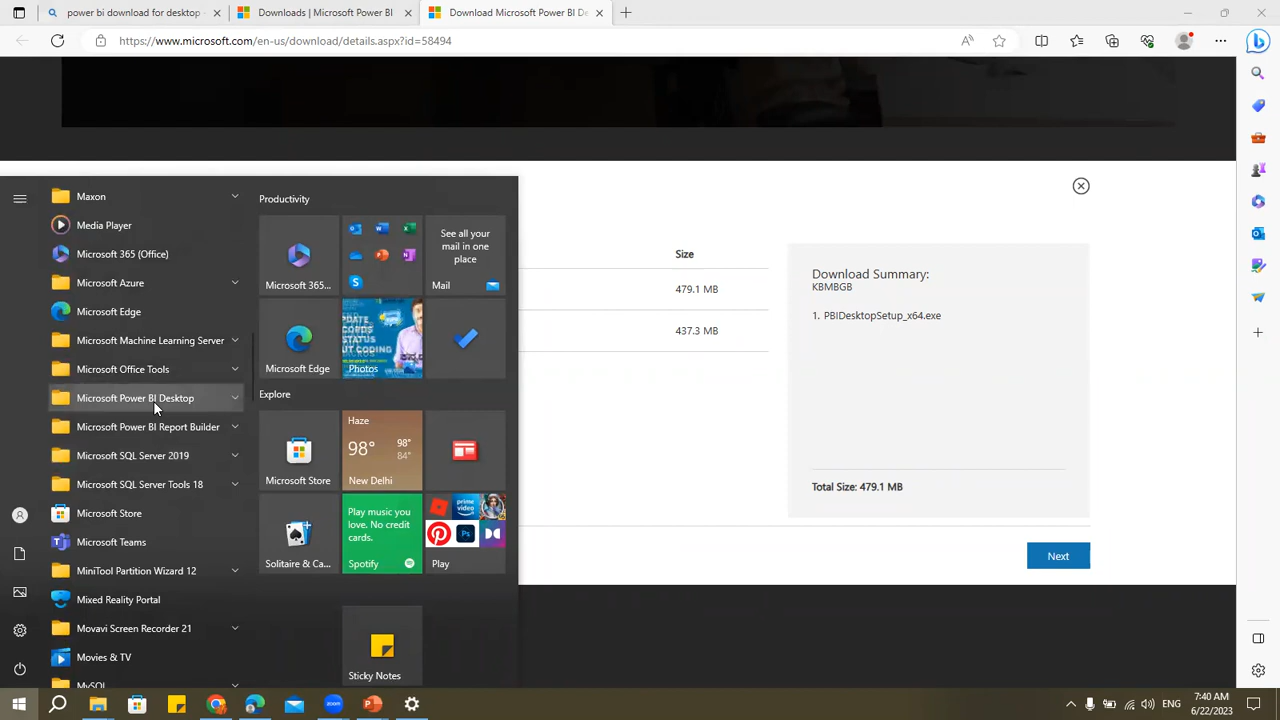 power bi download for desktop -
Downloads | Microsoft Power BI
Download Microsoft Power BI De
https://www.microsoft.com/en-us/download/details.aspx?id=58494
Size
479.1 MB
437.3 MB
Download Summary:
KBMBGB
1. PBIDesktopSetup_x64.exe
Total Size: 479.1 MB
Next
Maxon
Media Player
Microsoft 365 (Office)
Microsoft Azure
Microsoft Edge
Microsoft Machine Learning Server
Microsoft Office Tools
Microsoft Power BI Desktop
Microsoft Power BI Report Builder
Microsoft SQL Server 2019
Microsoft SQL Server Tools 18
Microsoft Store
Microsoft Teams
MiniTool Partition Wizard 12
Mixed Reality Portal
Movavi Screen Recorder 21
Movies & TV
MySQL
Productivity
Microsoft 365...
See all your
mail in one
place
Mail
Microsoft Edge
Photos
Explore
Microsoft Store
Haze
98°
98°
84°
New Delhi
Solitaire & Ca...
Play music you
love. No credit
cards.
Spotify
prime
video
Ps
Play
Sticky Notes
zoom
ENG
7:40 AM
6/22/2023